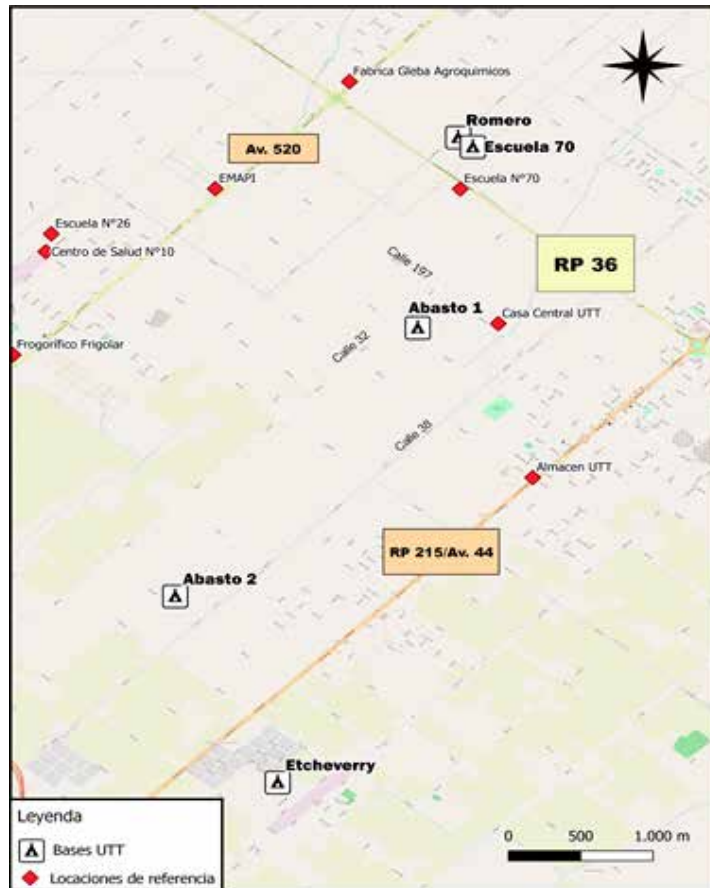 Fabrica Gleba Agroquimicos
Romero
Av. 520
Escuela 70
EMAPI
Escuela N°70
Escuela N°26
Centro de Salud N°10
Calle 197
RP 36
Abasto 1
Casa Central UTT
Calle 32
Frogorífico Frigolar
Calle 38
Almacen UTT
RP 215/Av. 44
Abasto 2
Etcheverry
Leyenda
Bases UTT
Locaciones de referencia
0 500 1.000 m